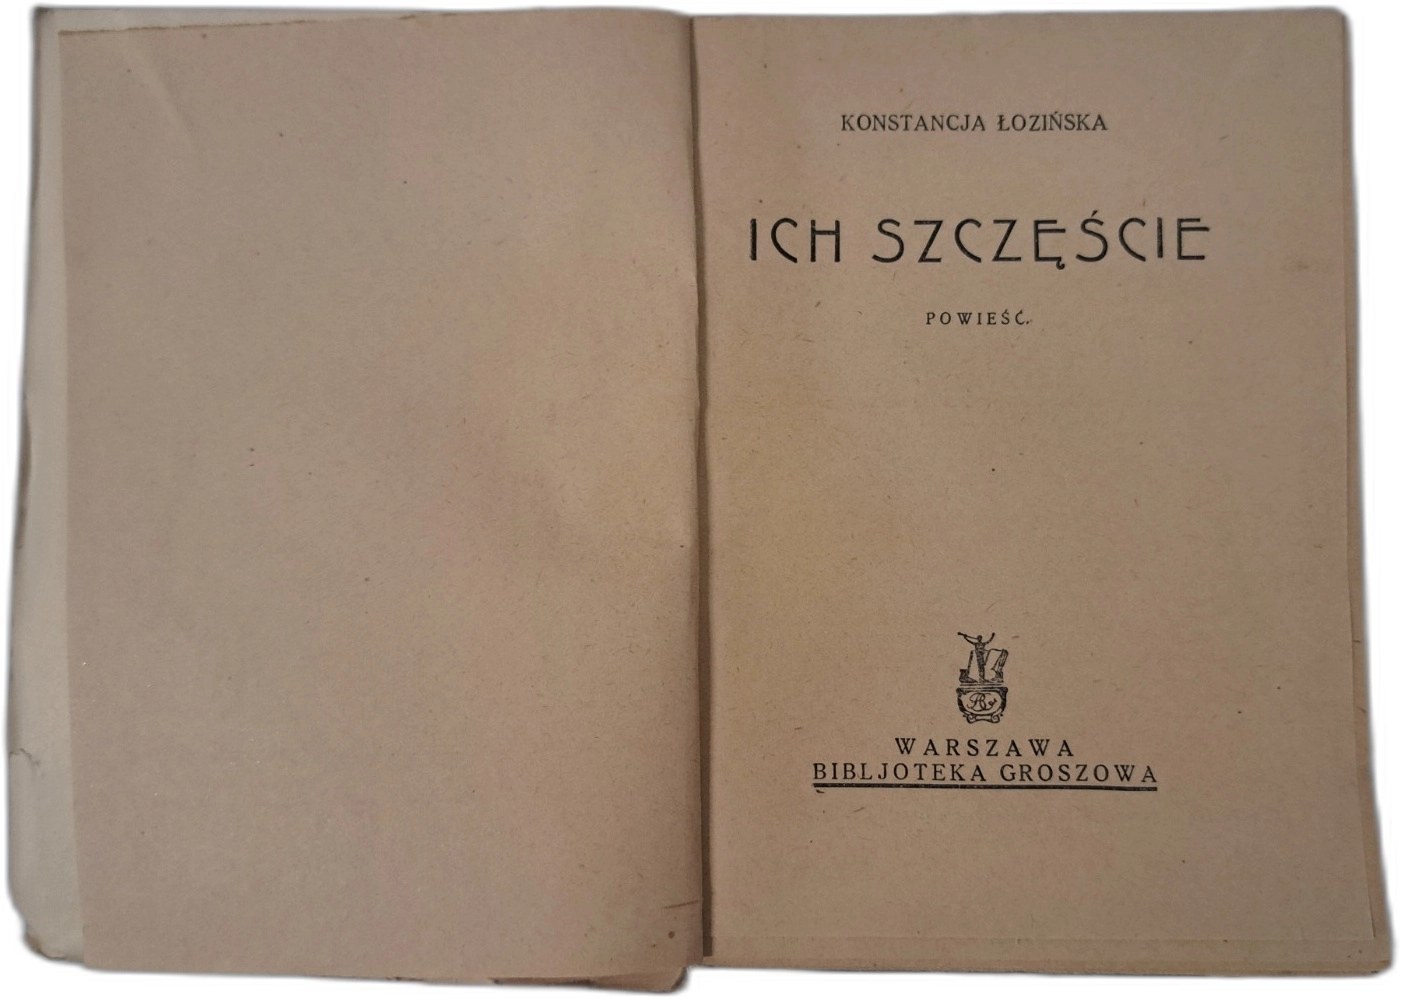 KONSTANCJA ŁOZIŃSKA
ICH SZCZĘŚCIE
POWIEŚĆ
WARSZAWA
BIBLJOTEKA GROSZOWA